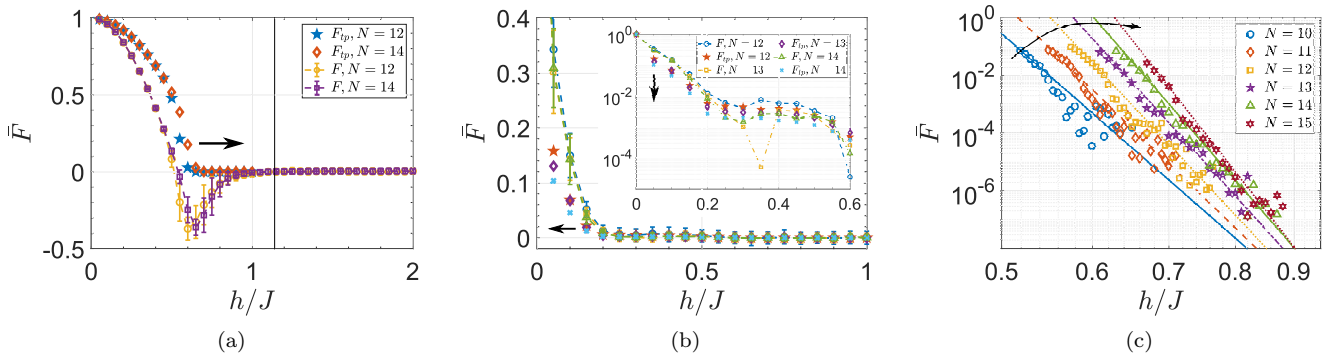 1
0.5
0
-0.5
F̄
0
1
2
h/J
F_tp, N = 12
F_tp, N = 14
F, N = 12
F, N = 14
(a)
0.4
0.3
0.2
0.1
0
F̄
0
0.5
1
h/J
10^0
10^-2
10^-4
0
0.2
0.4
0.6
F, N = 12
F_tp, N = 12
F, N = 13
F_tp, N = 13
F, N = 14
F_tp, N = 14
(b)
10^0
10^-2
10^-4
10^-6
F̄
0.5
0.6
0.7
0.8
0.9
h/J
N = 10
N = 11
N = 12
N = 13
N = 14
N = 15
(c)